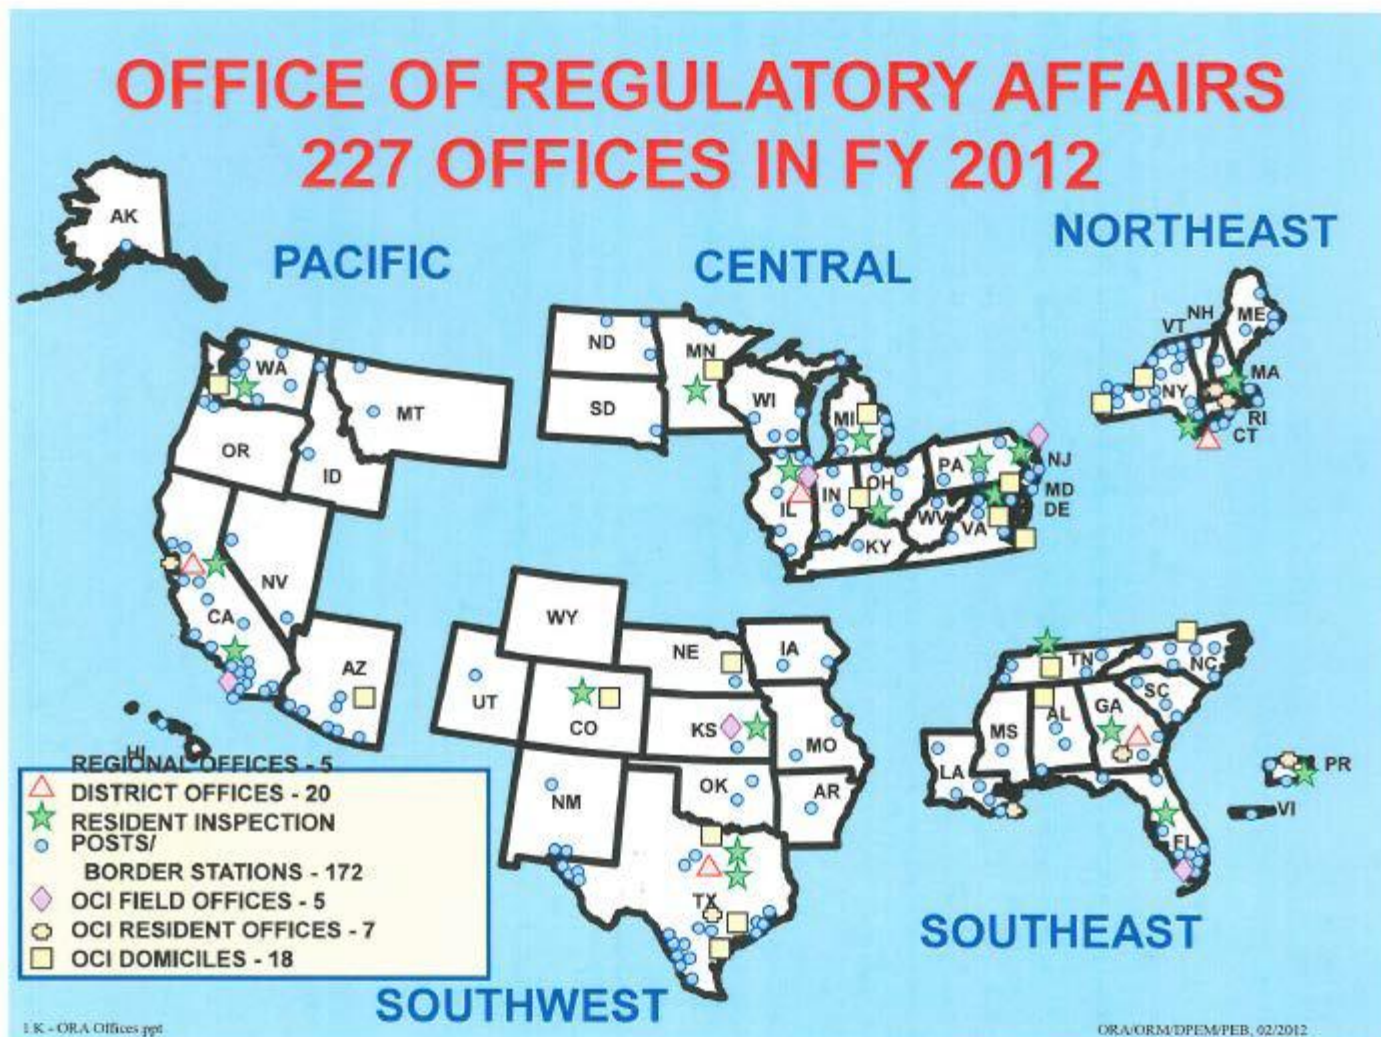 OFFICE OF REGULATORY AFFAIRS
227 OFFICES IN FY 2012
NORTHEAST
PACIFIC
CENTRAL
AK
WA
MT
OR
ID
NV
CA
AZ
HI
ND
MN
SD
WI
MI
IL
IN
OH
KY
PA
WV
VA
NJ
MD
DE
VT
NH
ME
NY
MA
RI
CT
WY
NE
IA
UT
CO
KS
MO
NM
OK
AR
TX
TN
NC
SC
MS
AL
GA
LA
FL
PR
VI
REGIONAL OFFICES - 5
DISTRICT OFFICES - 20
RESIDENT INSPECTION
POSTS/
BORDER STATIONS - 172
OCI FIELD OFFICES - 5
OCI RESIDENT OFFICES - 7
OCI DOMICILES - 18
SOUTHEAST
SOUTHWEST
1 K - ORA Offices.ppt
ORA/ORM/DPEM/PEB, 02/2012